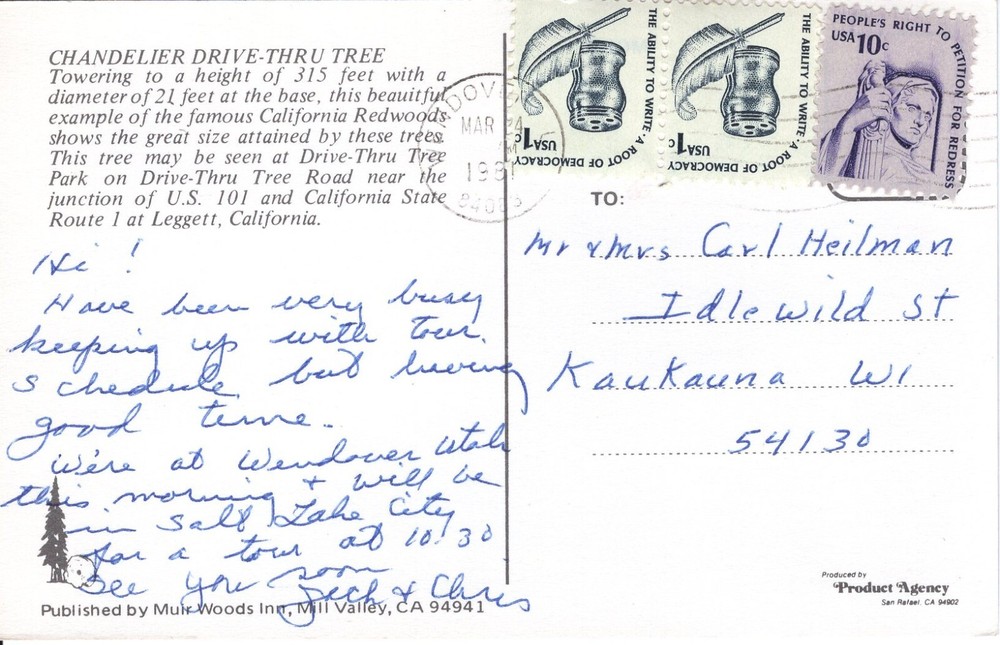 CHANDELIER DRIVE-THRU TREE
Towering to a height of 315 feet with a
diameter of 21 feet at the base, this beauitful
example of the famous California Redwoods
shows the great size attained by these trees.
This tree may be seen at Drive-Thru Tree
Park on Drive-Thru Tree Road near the
junction of U.S. 101 and California State
Route 1 at Leggett, California.
Hi !
Have been very busy
keeping up with tour
schedule but having
good time.
We're at Wendover Utah
this morning & will be
in Salt Lake City
for a tour at 10:30
See you soon
& Chris
Published by Muir Woods Inn, Mill Valley, CA 94941
THE ABILITY TO WRITE · A ROOT OF DEMOCRACY
USA 1c
THE ABILITY TO WRITE · A ROOT OF DEMOCRACY
USA 1c
PEOPLE'S RIGHT TO PETITION FOR REDRESS
USA 10c
MAR 24
TO:
Mr & Mrs Carl Heilman
Idlewild St
Kaukauna WI
54130
Produced by
Product Agency
San Rafael, CA 94902